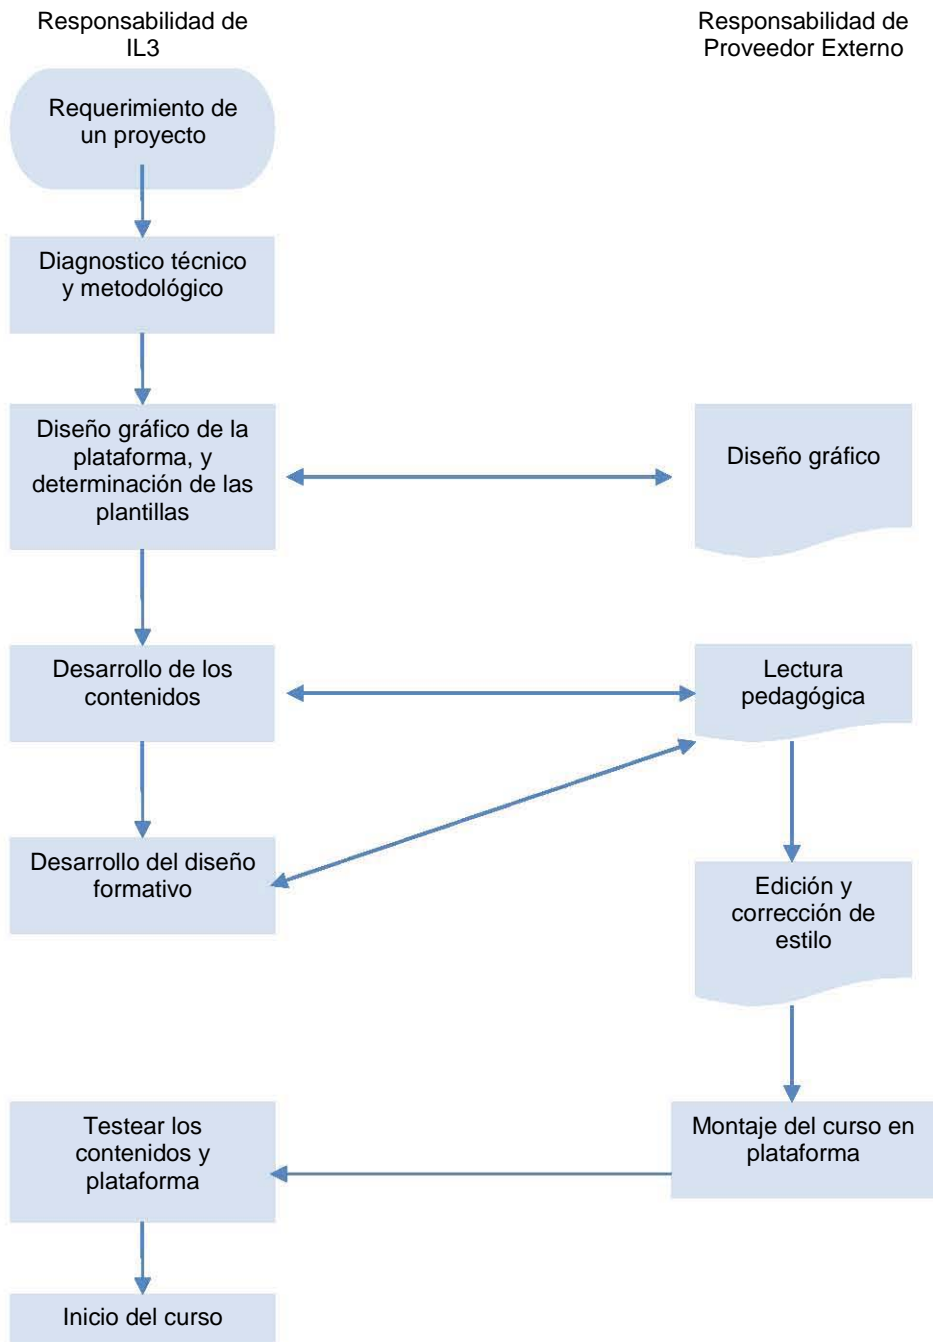 Responsabilidad de
IL3
Responsabilidad de
Proveedor Externo
Requerimiento de
un proyecto
Diagnostico técnico
y metodológico
Diseño gráfico de la
plataforma, y
determinación de las
plantillas
Diseño gráfico
Desarrollo de los
contenidos
Lectura
pedagógica
Desarrollo del diseño
formativo
Edición y
corrección de
estilo
Testear los
contenidos y
plataforma
Montaje del curso en
plataforma
Inicio del curso